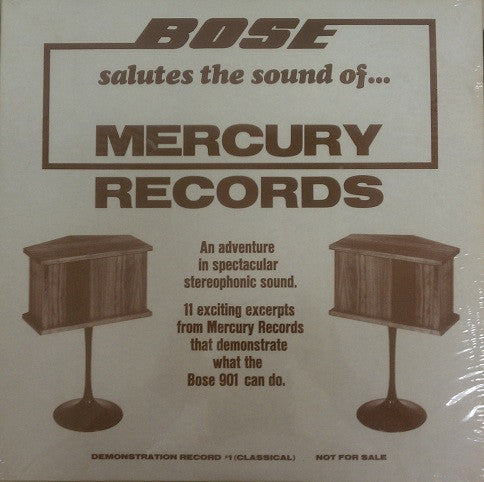 BOSE
salutes the sound of...
MERCURY
RECORDS
An adventure
in spectacular
stereophonic sound.
11 exciting excerpts
from Mercury Records
that demonstrate
what the
Bose 901 can do.
DEMONSTRATION RECORD #1 (CLASSICAL) NOT FOR SALE